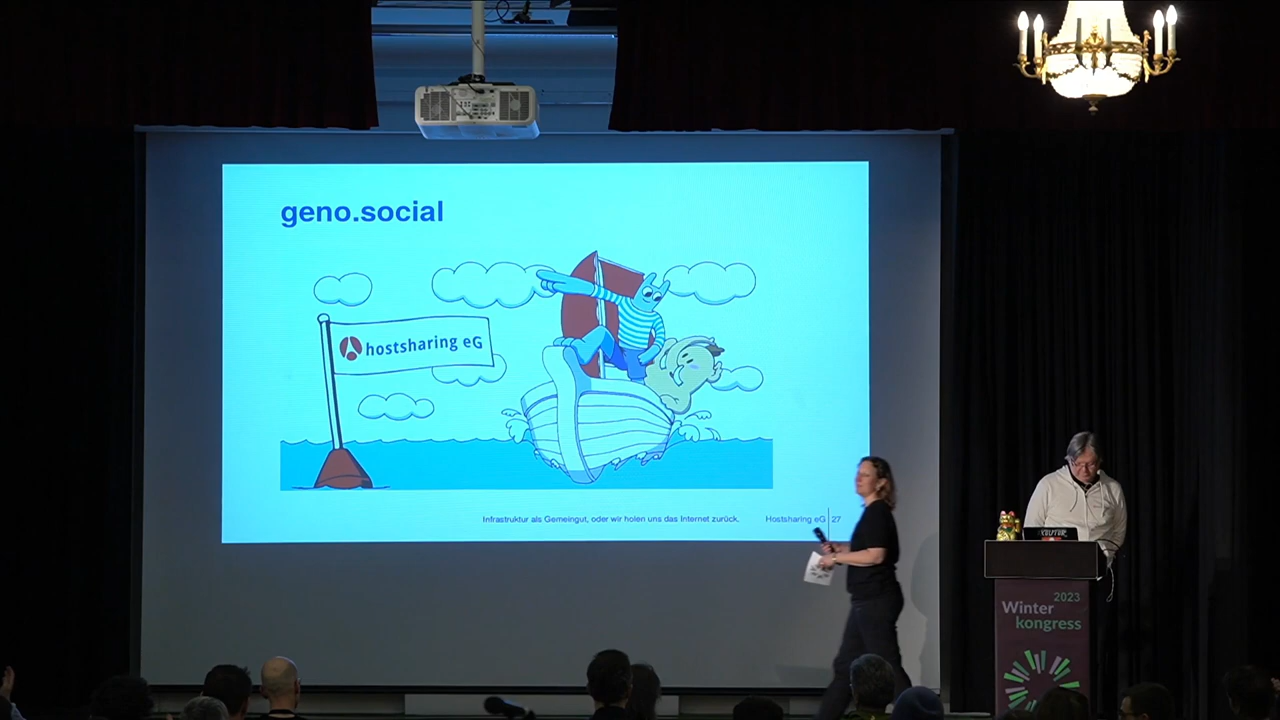 geno.social
hostsharing eG
Infrastruktur als Gemeingut, oder wir holen uns das Internet zurück.
Hostsharing eG
27
2023
Winter
kongress